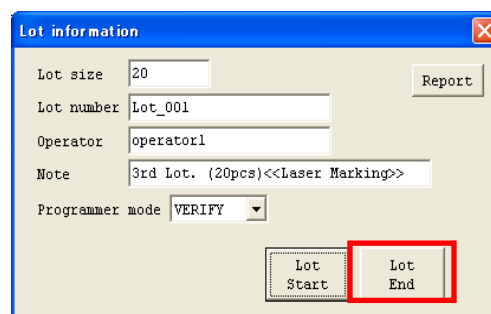 Lot information
Lot size 20
Report
Lot number Lot_001
Operator operator1
Note 3rd Lot. (20pcs)<<Laser Marking>>
Programmer mode VERIFY
Lot Start
Lot End